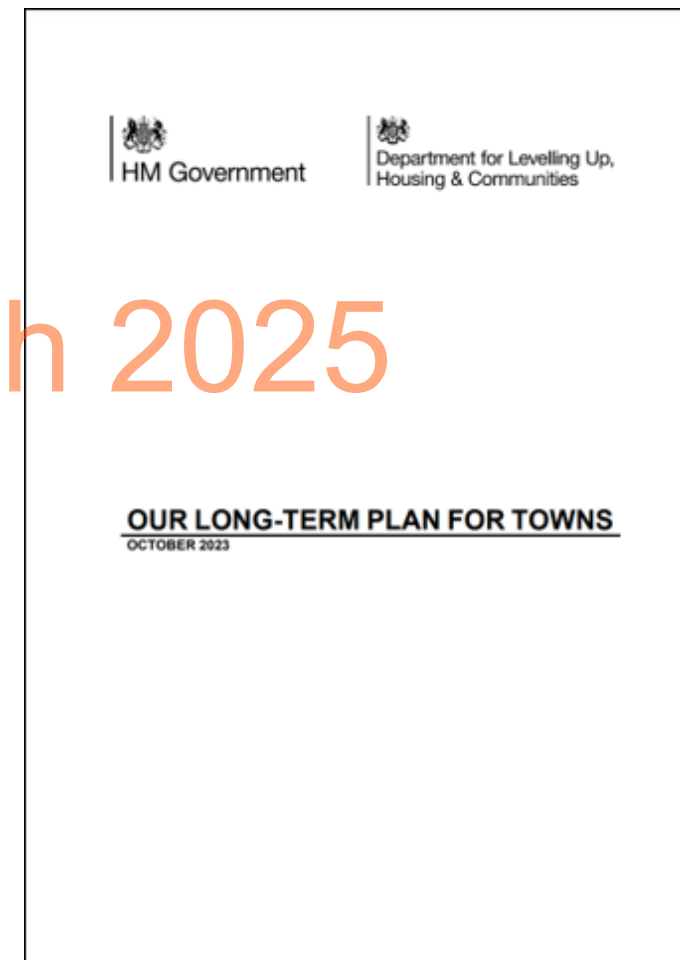 HM Government
Department for Levelling Up,
Housing & Communities
h 2025
OUR LONG-TERM PLAN FOR TOWNS
OCTOBER 2023